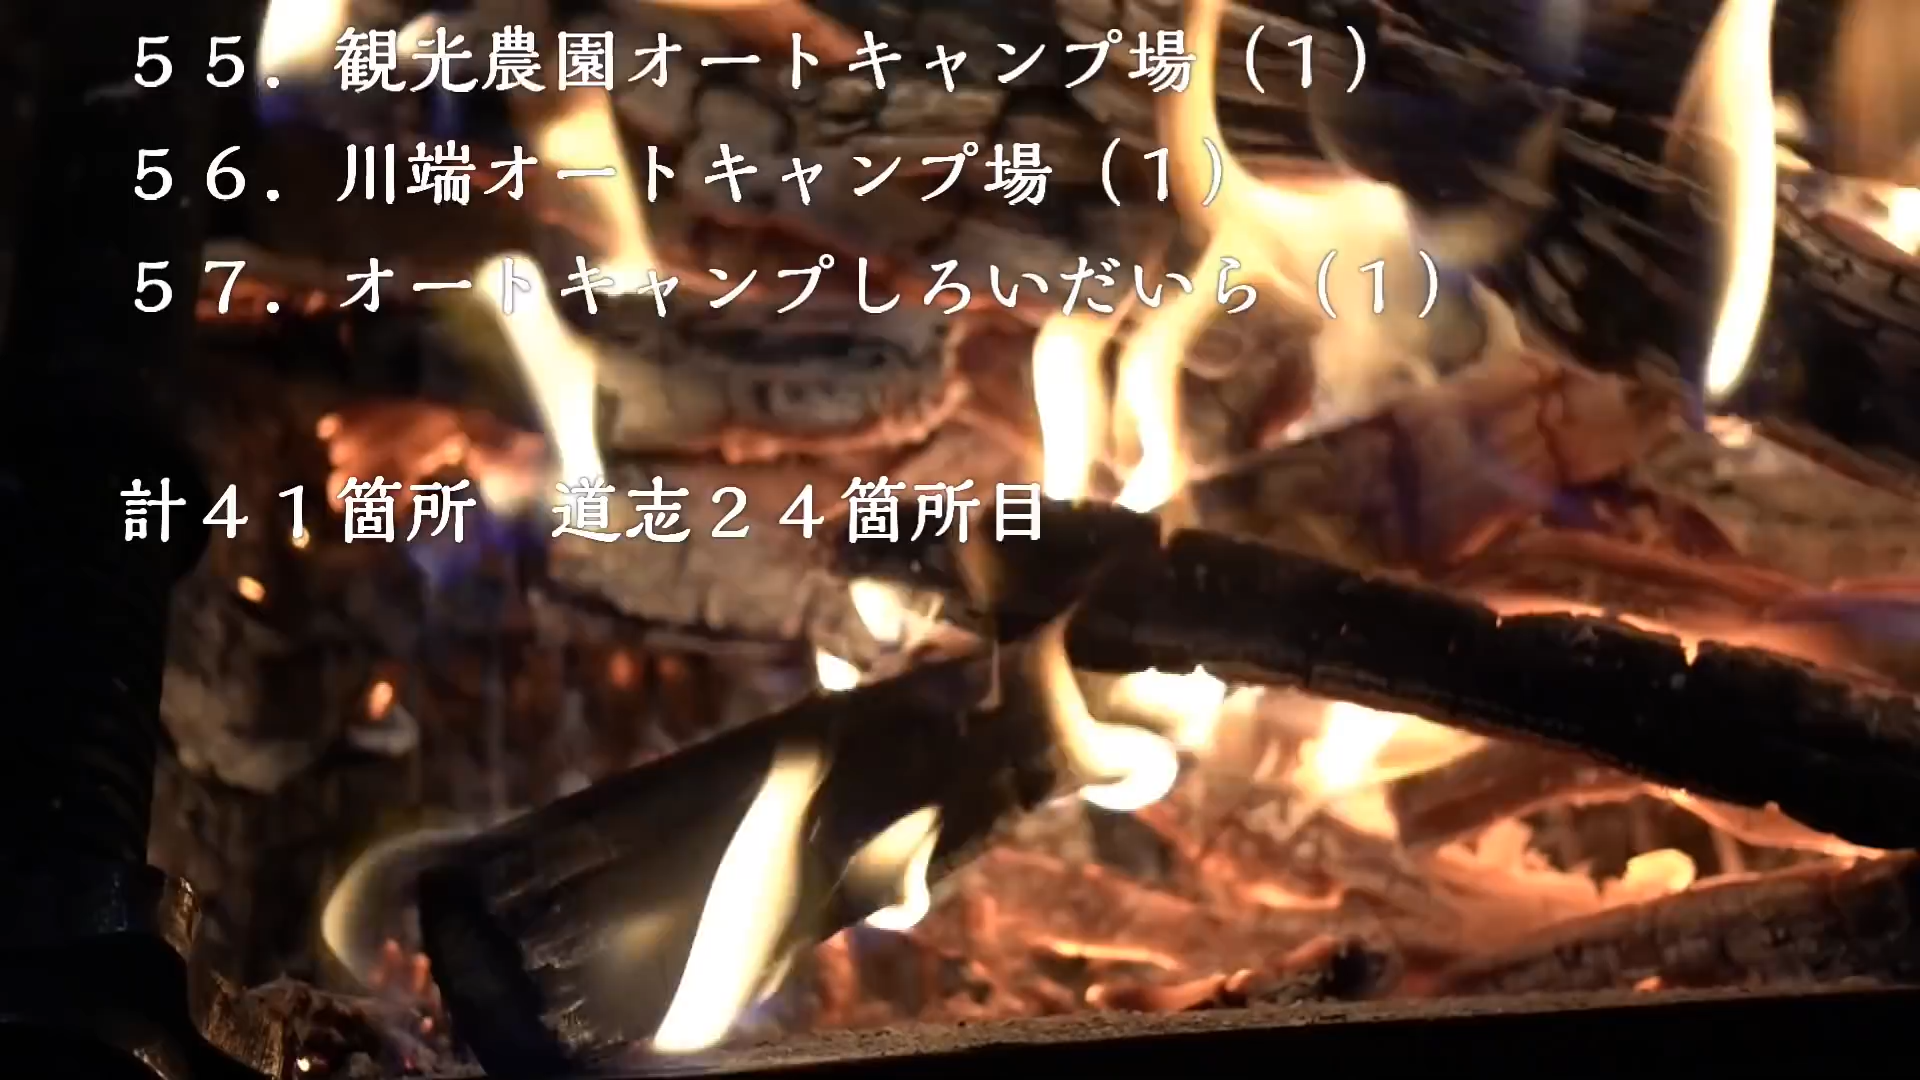 ５５．観光農園オートキャンプ場（１）
５６．川端オートキャンプ場（１）
５７．オートキャンプしろいだいら（１）
計４１箇所　道志２４箇所目